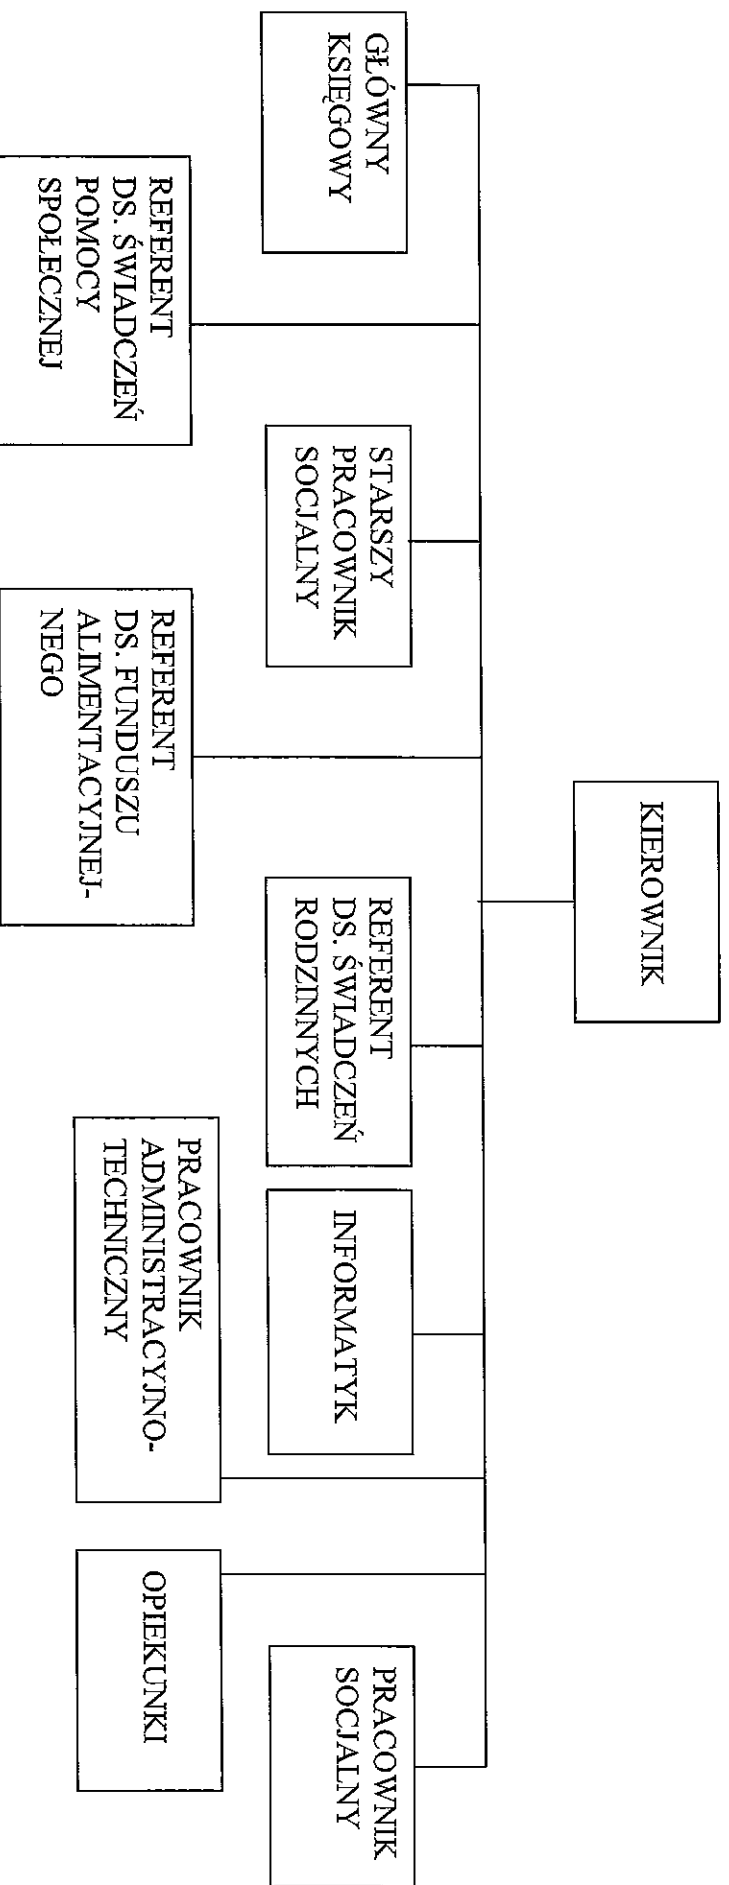 KIEROWNIK
GŁÓWNY
KSIĘGOWY
STARSZY
PRACOWNIK
SOCJALNY
REFERENT
DS. ŚWIADCZEŃ
RODZINNYCH
INFORMATYK
PRACOWNIK
SOCJALNY
REFERENT
DS. ŚWIADCZEŃ
POMOCY
SPOŁECZNEJ
REFERENT
DS. FUNDUSZU
ALIMENTACYJNEJ-
NEGO
PRACOWNIK
ADMINISTRACYJNO-
TECHNICZNY
OPIEKUNKI